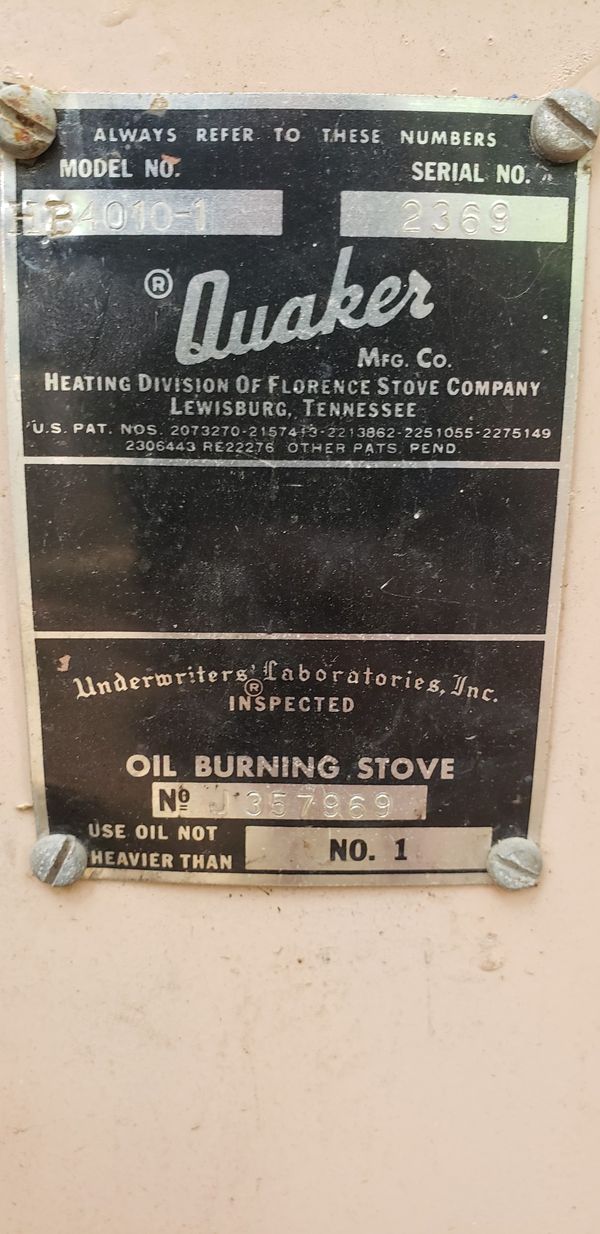 ALWAYS REFER TO THESE NUMBERS
MODEL NO. SERIAL NO.
4010-1 2369
® Quaker
MFG. CO.
HEATING DIVISION OF FLORENCE STOVE COMPANY
LEWISBURG, TENNESSEE
U.S. PAT. NOS. 2073270-2157413-2213862-2251055-2275149
2306443 RE22276 OTHER PATS. PEND.
Underwriters' Laboratories, Inc.
®
INSPECTED
OIL BURNING STOVE
Nº J 357969
USE OIL NOT
HEAVIER THAN NO. 1